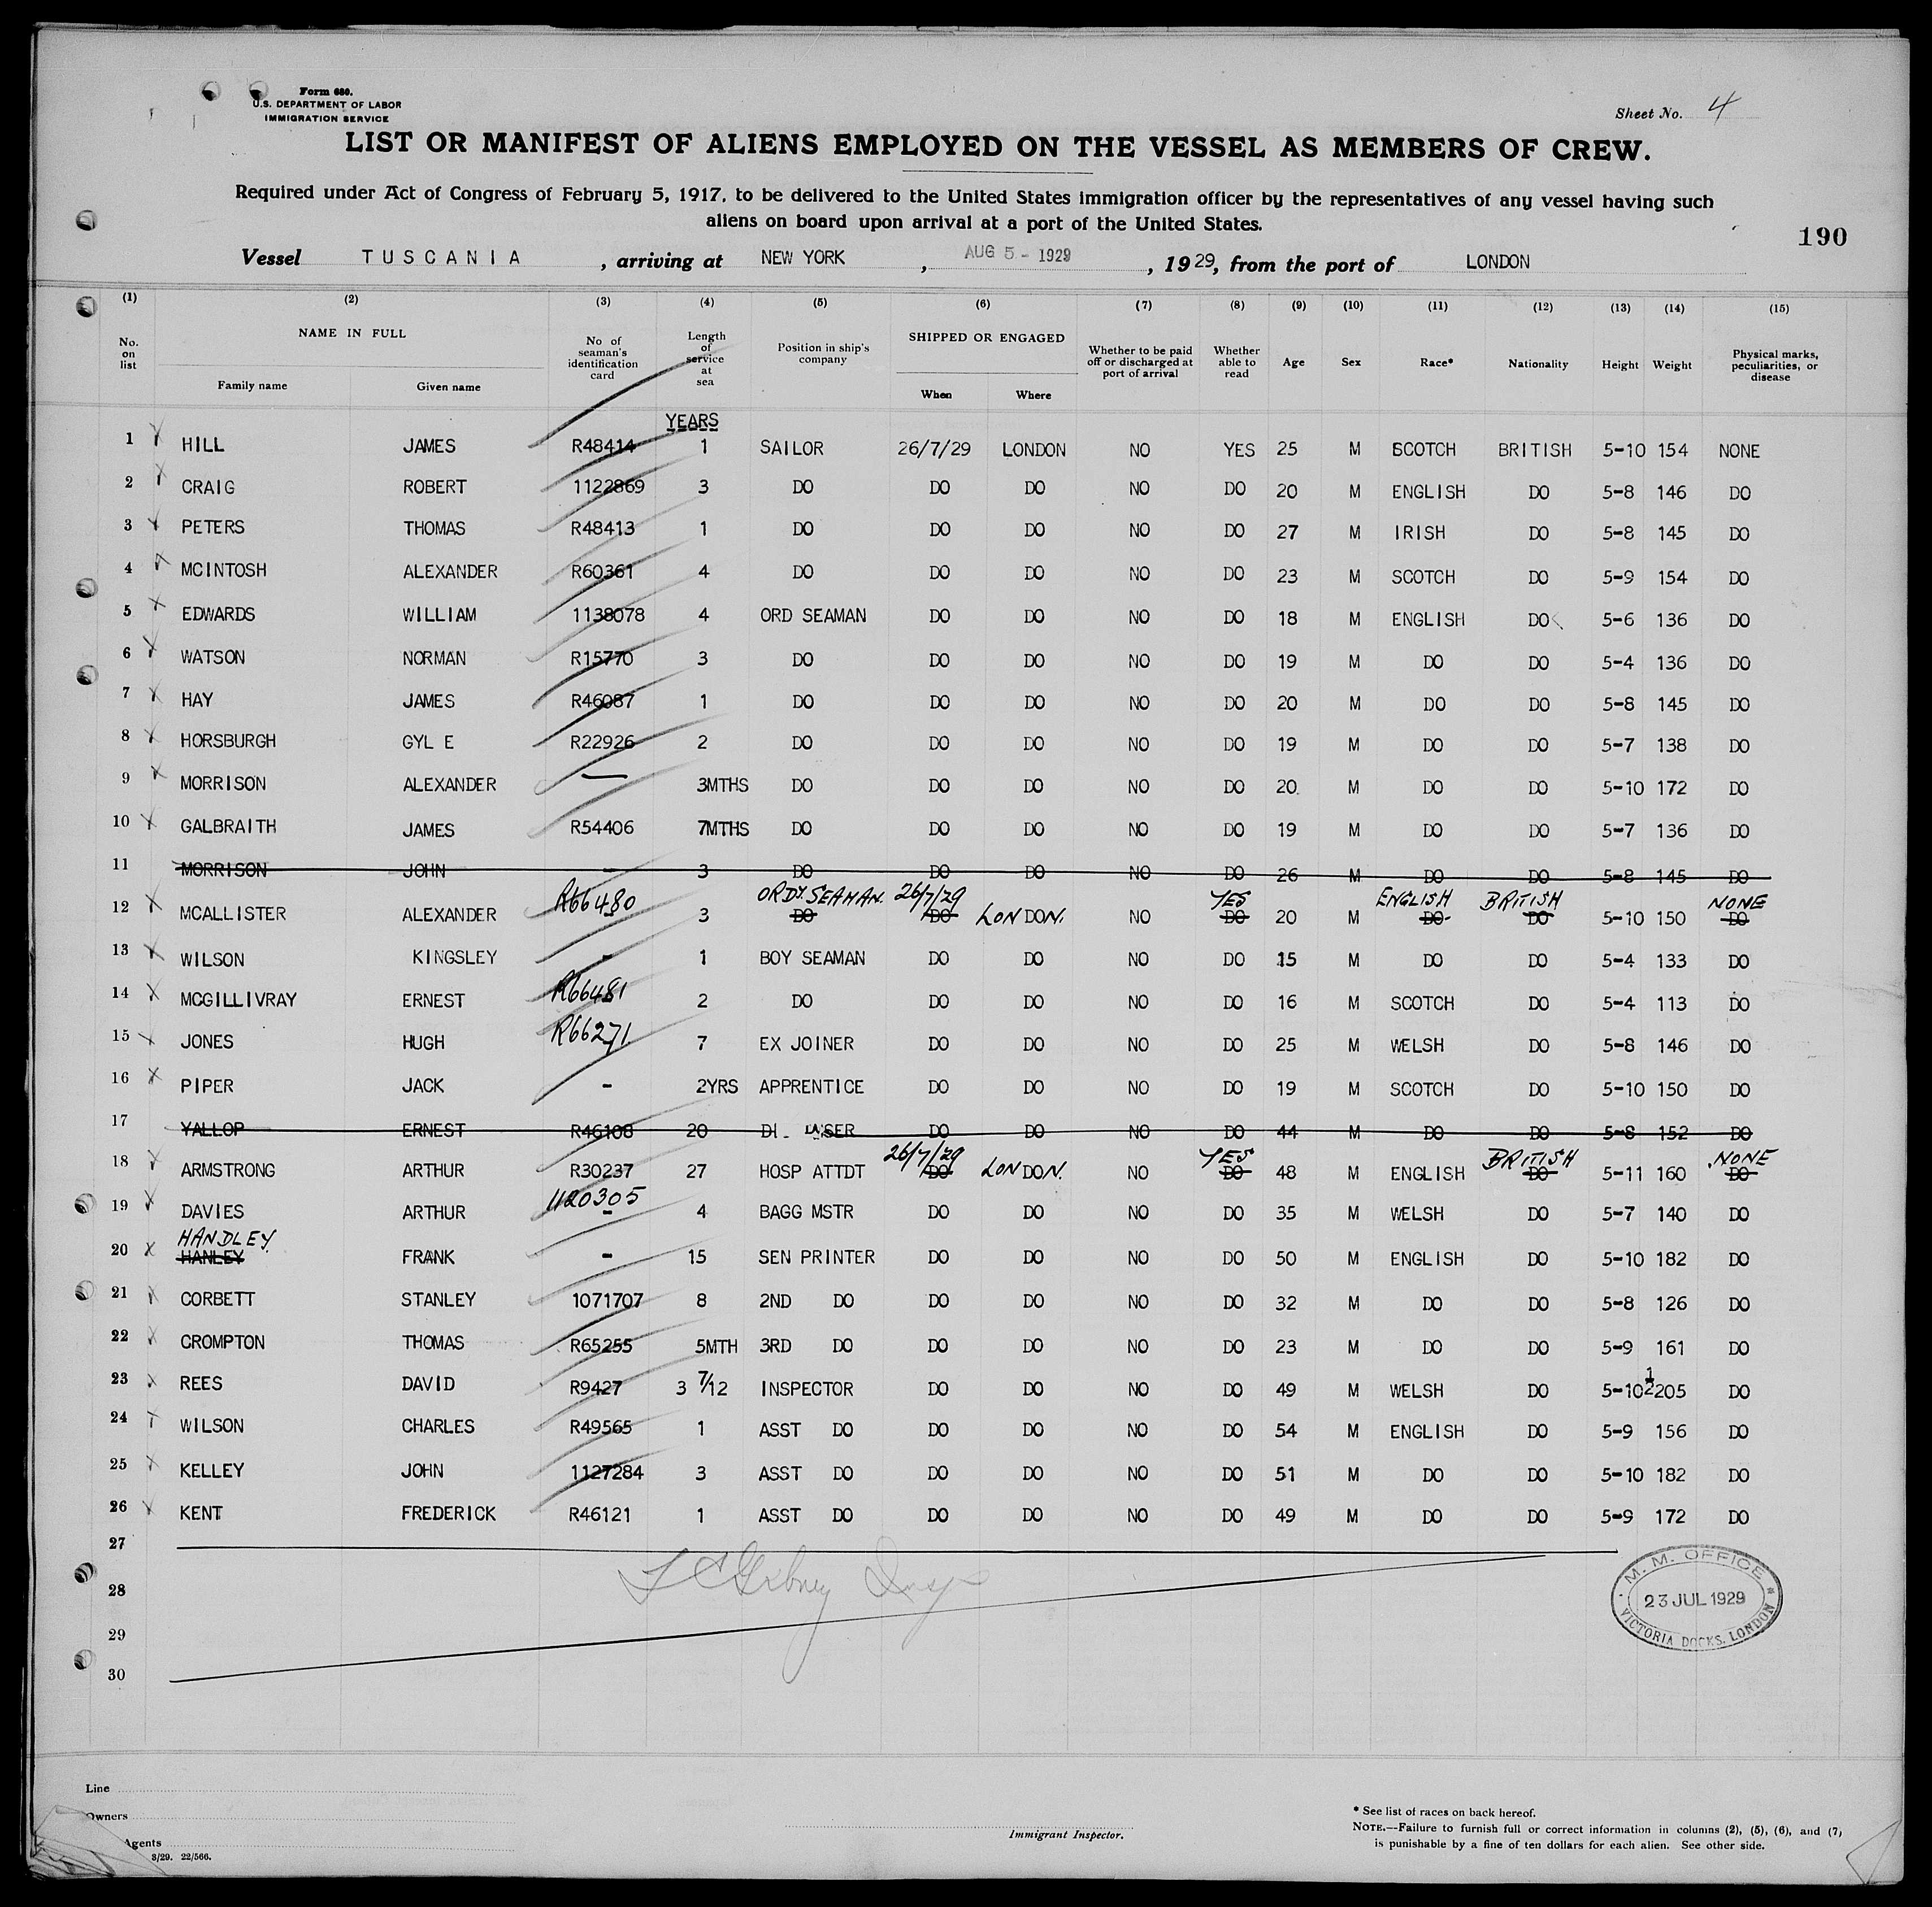 Form 680.
U.S. DEPARTMENT OF LABOR
IMMIGRATION SERVICE
Sheet No. 4
LIST OR MANIFEST OF ALIENS EMPLOYED ON THE VESSEL AS MEMBERS OF CREW.
Required under Act of Congress of February 5, 1917, to be delivered to the United States immigration officer by the representatives of any vessel having such
aliens on board upon arrival at a port of the United States.
190
Vessel TUSCANIA , arriving at NEW YORK , AUG 5 - 1929 , 1929, from the port of LONDON
(1) (2) (3) (4) (5) (6) (7) (8) (9) (10) (11) (12) (13) (14) (15)
No. on list NAME IN FULL Family name Given name No of seaman's identification card Length of service at sea Position in ship's company SHIPPED OR ENGAGED When Where Whether to be paid off or discharged at port of arrival Whether able to read Age Sex Race* Nationality Height Weight Physical marks, peculiarities, or disease
YEARS
1 HILL JAMES R48414 1 SAILOR 26/7/29 LONDON NO YES 25 M SCOTCH BRITISH 5-10 154 NONE
2 CRAIG ROBERT 1122869 3 DO DO DO NO DO 20 M ENGLISH DO 5-8 146 DO
3 PETERS THOMAS R48413 1 DO DO DO NO DO 27 M IRISH DO 5-8 145 DO
4 MCINTOSH ALEXANDER R60361 4 DO DO DO NO DO 23 M SCOTCH DO 5-9 154 DO
5 EDWARDS WILLIAM 1138078 4 ORD SEAMAN DO DO NO DO 18 M ENGLISH DO 5-6 136 DO
6 WATSON NORMAN R15770 3 DO DO DO NO DO 19 M DO DO 5-4 136 DO
7 HAY JAMES R46087 1 DO DO DO NO DO 20 M DO DO 5-8 145 DO
8 HORSBURGH GYL E R22926 2 DO DO DO NO DO 19 M DO DO 5-7 138 DO
9 MORRISON ALEXANDER — 3MTHS DO DO DO NO DO 20 M DO DO 5-10 172 DO
10 GALBRAITH JAMES R54406 7MTHS DO DO DO NO DO 19 M DO DO 5-7 136 DO
11 MORRISON JOHN - 3 DO DO DO NO DO 26 M DO DO 5-8 145 DO
R66480 ORDY. SEAMAN. 26/7/29 YES ENGLISH BRITISH NONE
12 MCALLISTER ALEXANDER 3 DO DO LONDON. NO DO 20 M DO DO 5-10 150 DO
13 WILSON KINGSLEY - 1 BOY SEAMAN DO DO NO DO 15 M DO DO 5-4 133 DO
14 MCGILLIVRAY ERNEST R66481 2 DO DO DO NO DO 16 M SCOTCH DO 5-4 113 DO
15 JONES HUGH R66271 7 EX JOINER DO DO NO DO 25 M WELSH DO 5-8 146 DO
16 PIPER JACK - 2YRS APPRENTICE DO DO NO DO 19 M SCOTCH DO 5-10 150 DO
17 YALLOP ERNEST R46108 20 DO DO NO DO 44 M DO DO 5-8 152 DO
26/7/29 YES BRITISH NONE
18 ARMSTRONG ARTHUR R30237 27 HOSP ATTDT DO LONDON. NO DO 48 M ENGLISH DO 5-11 160 DO
1120305
19 DAVIES ARTHUR - 4 BAGG MSTR DO DO NO DO 35 M WELSH DO 5-7 140 DO
HANDLEY
20 HANLEY FRANK - 15 SEN PRINTER DO DO NO DO 50 M ENGLISH DO 5-10 182 DO
21 CORBETT STANLEY 1071707 8 2ND DO DO DO NO DO 32 M DO DO 5-8 126 DO
22 CROMPTON THOMAS R65255 5MTH 3RD DO DO DO NO DO 23 M DO DO 5-9 161 DO
23 REES DAVID R9427 3 7/12 INSPECTOR DO DO NO DO 49 M WELSH DO 5-10½ 205 DO
24 WILSON CHARLES R49565 1 ASST DO DO DO NO DO 54 M ENGLISH DO 5-9 156 DO
25 KELLEY JOHN 1127284 3 ASST DO DO DO NO DO 51 M DO DO 5-10 182 DO
26 KENT FREDERICK R46121 1 ASST DO DO DO NO DO 49 M DO DO 5-9 172 DO
27
28
29
30
M. M. OFFICE
23 JUL 1929
VICTORIA DOCKS, LONDON
Line
Owners
Agents
3/29. 22/566.
Immigrant Inspector.
* See list of races on back hereof.
NOTE.—Failure to furnish full or correct information in columns (2), (5), (6), and (7)
is punishable by a fine of ten dollars for each alien. See other side.